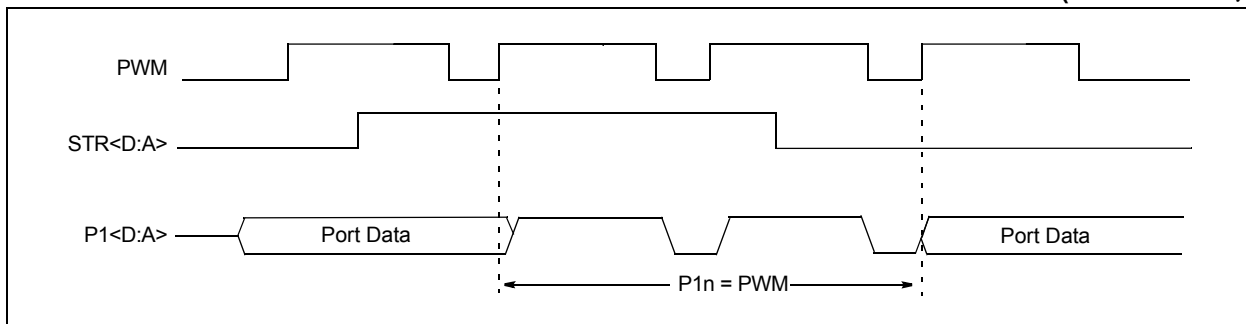 PWM
STR<D:A>
P1<D:A>
Port Data
Port Data
P1n = PWM